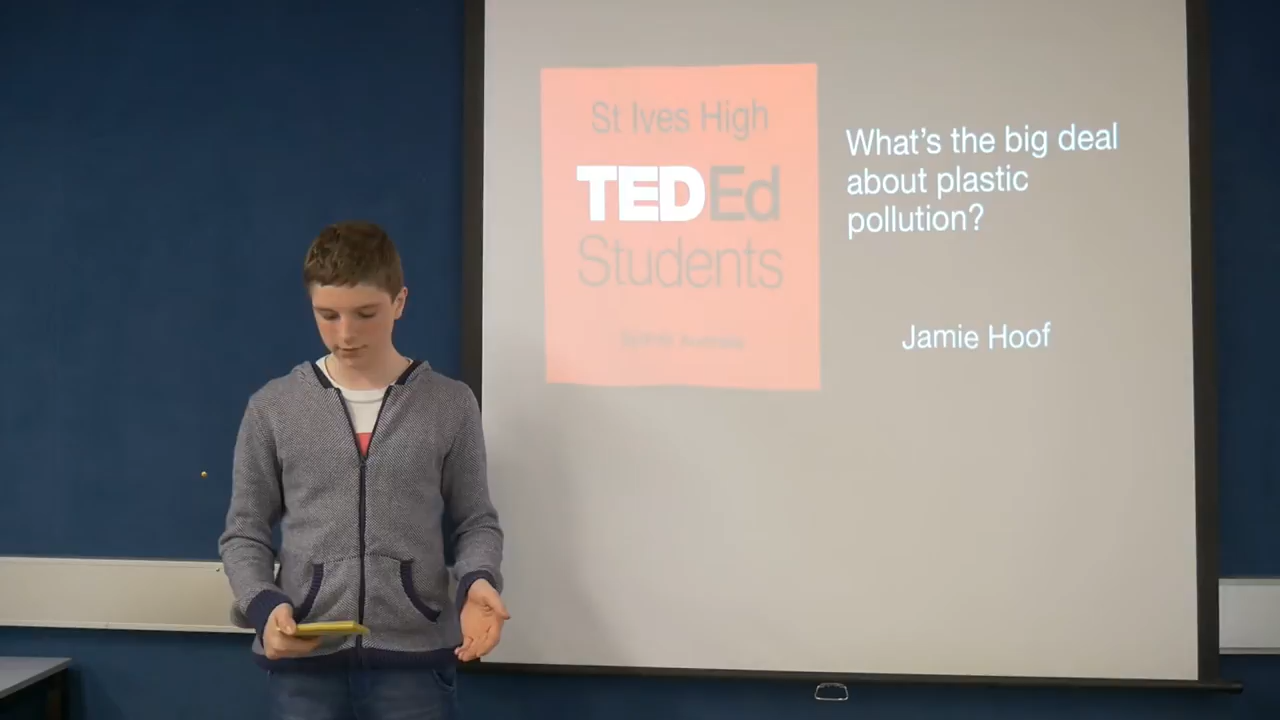 St Ives High
TEDEd
Students
What's the big deal
about plastic
pollution?
Jamie Hoof